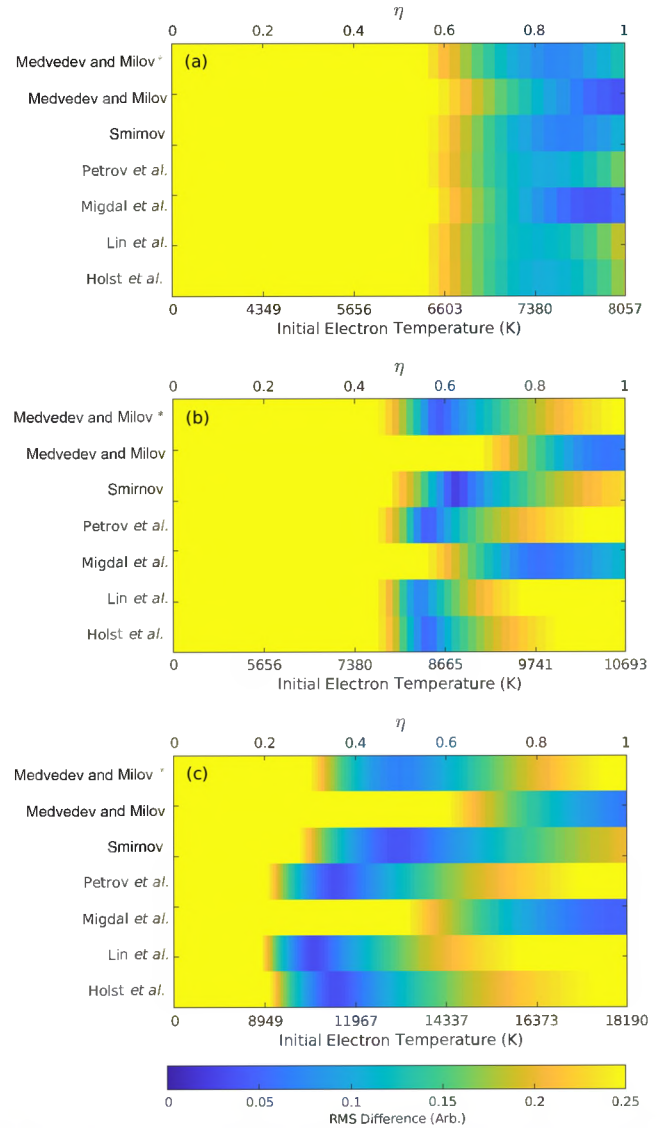 η
0 0.2 0.4 0.6 0.8 1
(a)
Medvedev and Milov *
Medvedev and Milov
Smirnov
Petrov et al.
Migdal et al.
Lin et al.
Holst et al.
0 4349 5656 6603 7380 8057
Initial Electron Temperature (K)
η
0 0.2 0.4 0.6 0.8 1
(b)
Medvedev and Milov *
Medvedev and Milov
Smirnov
Petrov et al.
Migdal et al.
Lin et al.
Holst et al.
0 5656 7380 8665 9741 10693
Initial Electron Temperature (K)
η
0 0.2 0.4 0.6 0.8 1
(c)
Medvedev and Milov *
Medvedev and Milov
Smirnov
Petrov et al.
Migdal et al.
Lin et al.
Holst et al.
0 8949 11967 14337 16373 18190
Initial Electron Temperature (K)
0 0.05 0.1 0.15 0.2 0.25
RMS Difference (Arb.)